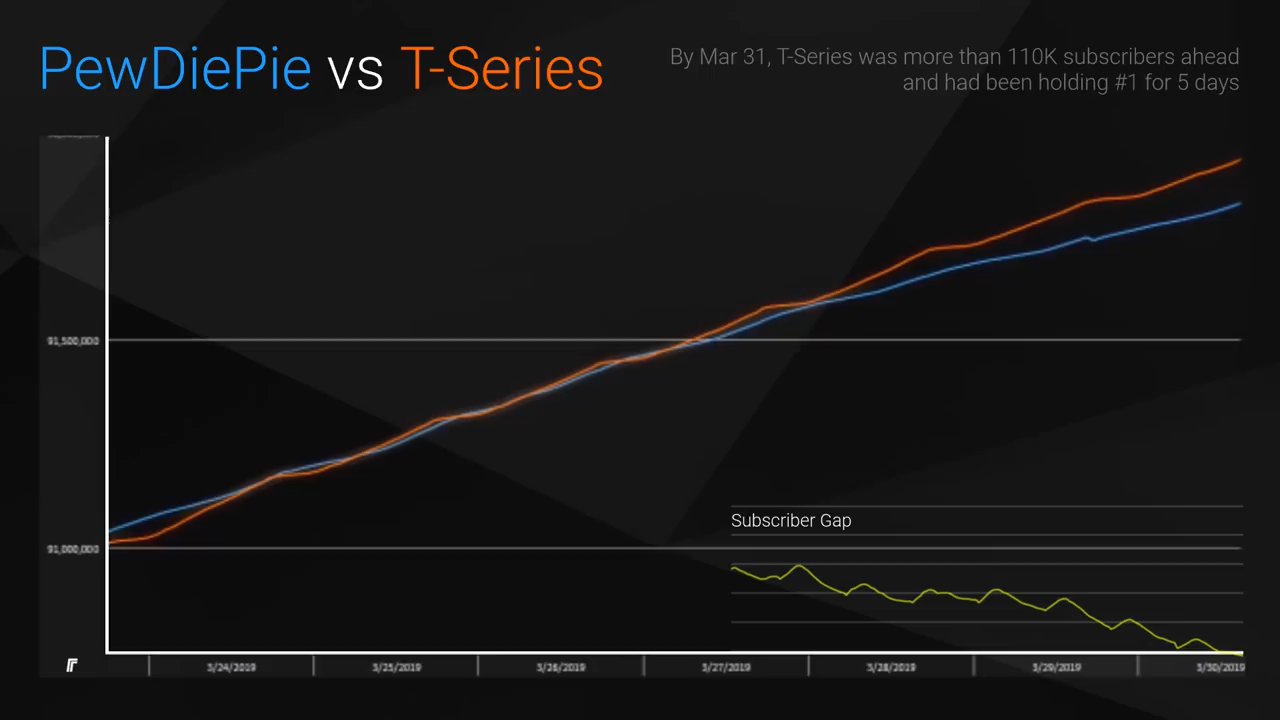 PewDiePie vs T-Series
By Mar 31, T-Series was more than 110K subscribers ahead
and had been holding #1 for 5 days
91,500,000
Subscriber Gap
91,000,000
3/24/2019 3/25/2019 3/26/2019 3/27/2019 3/28/2019 3/29/2019 3/30/2019